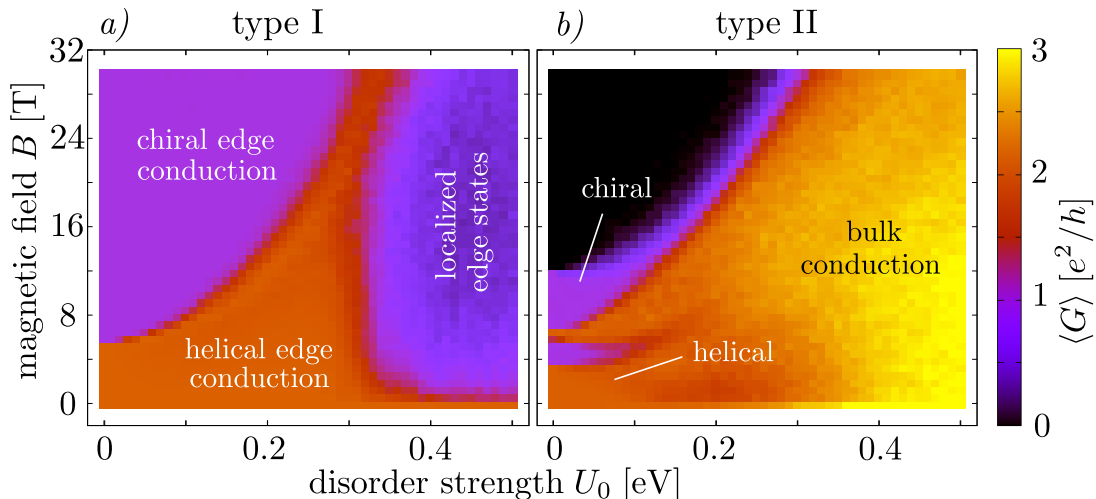 a)
type I
b)
type II
32
24
16
8
0
magnetic field B [T]
chiral edge
conduction
helical edge
conduction
localized
edge states
chiral
helical
bulk
conduction
0
0.2
0.4
0
0.2
0.4
disorder strength U₀ [eV]
3
2
1
0
⟨G⟩ [e²/h]